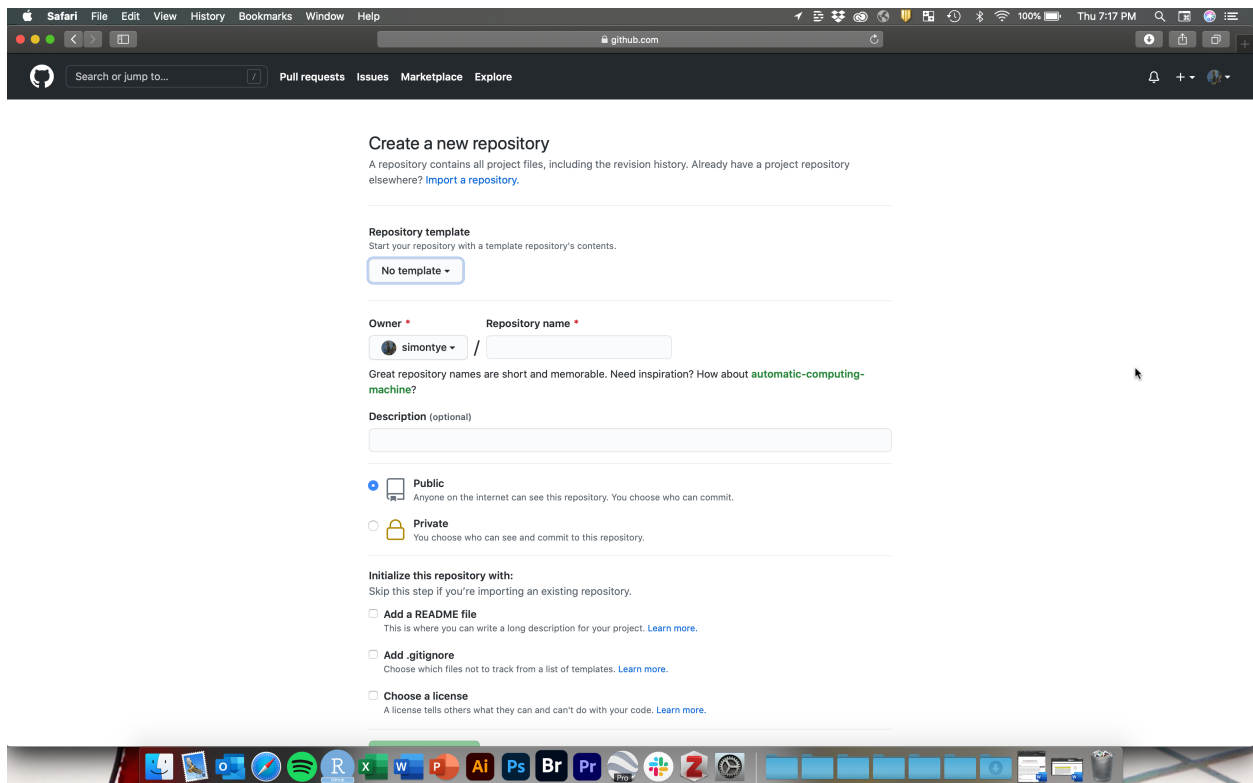 Safari File Edit View History Bookmarks Window Help
100% Thu 7:17 PM
github.com
Search or jump to... /
Pull requests Issues Marketplace Explore
Create a new repository
A repository contains all project files, including the revision history. Already have a project repository
elsewhere? Import a repository.
Repository template
Start your repository with a template repository's contents.
No template
Owner * Repository name *
simontye /
Great repository names are short and memorable. Need inspiration? How about automatic-computing-
machine?
Description (optional)
Public
Anyone on the internet can see this repository. You choose who can commit.
Private
You choose who can see and commit to this repository.
Initialize this repository with:
Skip this step if you're importing an existing repository.
Add a README file
This is where you can write a long description for your project. Learn more.
Add .gitignore
Choose which files not to track from a list of templates. Learn more.
Choose a license
A license tells others what they can and can't do with your code. Learn more.
R X W P Ai Ps Br Pr Pro Z